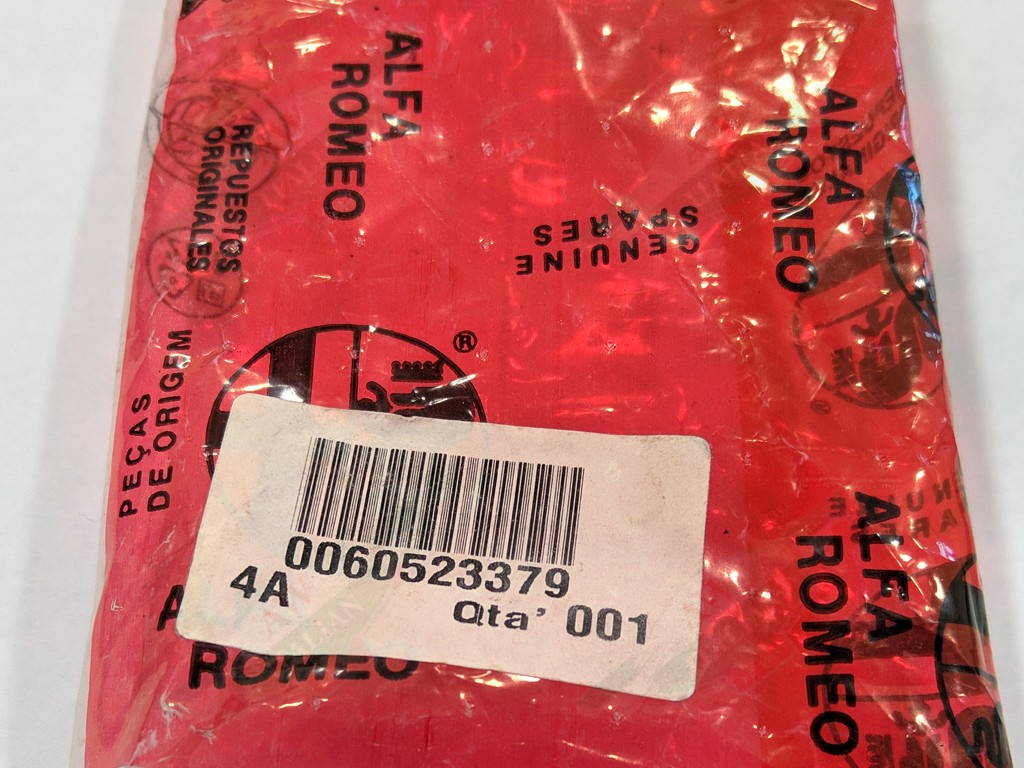 ALFA
ROMEO
REPUESTOS
ORIGINALES
ALFA
ROMEO
GENUINE
SPARES
PEÇAS
DE ORIGEM
®
0060523379
4A
Qta' 001
ROMEO
ALFA
ROMEO